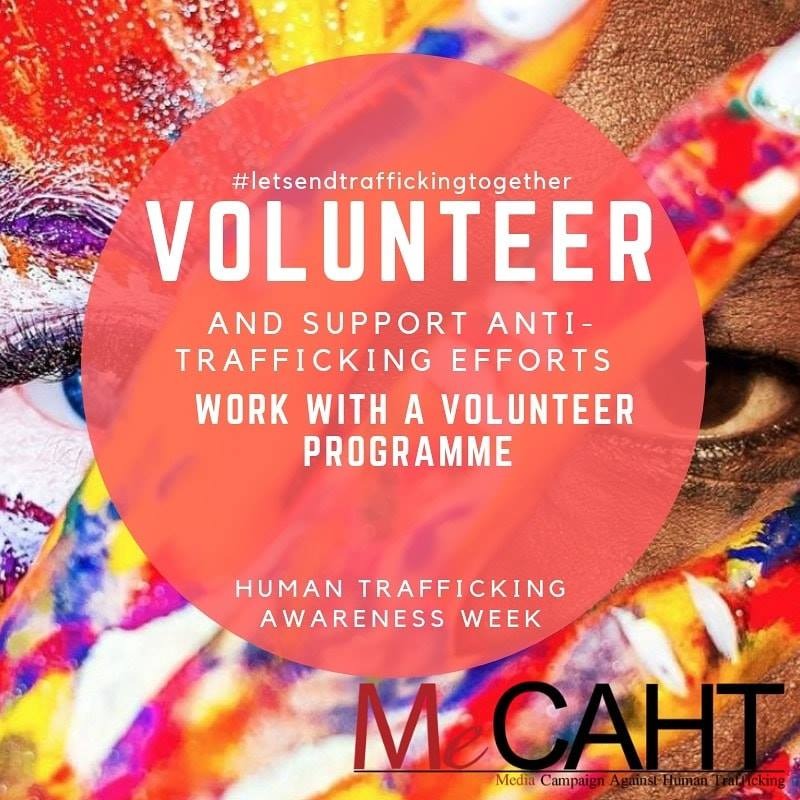 #letsendtraffickingtogether
VOLUNTEER
AND SUPPORT ANTI-
TRAFFICKING EFFORTS
WORK WITH A VOLUNTEER
PROGRAMME
HUMAN TRAFFICKING
AWARENESS WEEK
MeCAHT
Media Campaign Against Human Trafficking